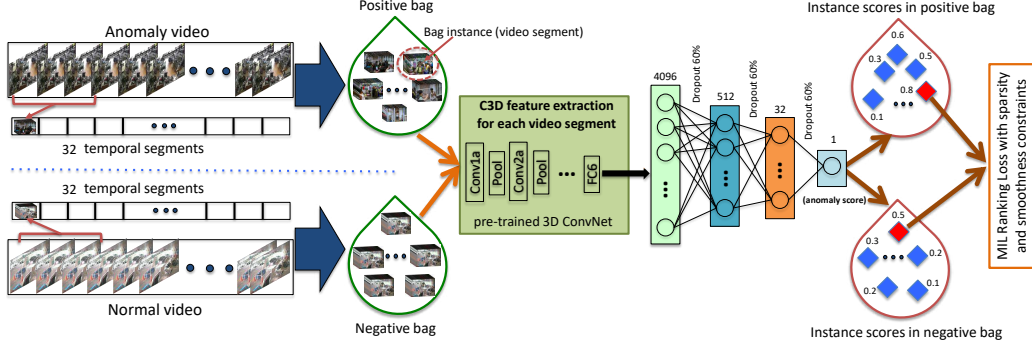 Anomaly video
32 temporal segments
32 temporal segments
Normal video
Positive bag
Bag instance (video segment)
Negative bag
C3D feature extraction
for each video segment
Conv1a
Pool
Conv2a
Pool
FC6
pre-trained 3D ConvNet
4096
Dropout 60%
512
Dropout 60%
32
Dropout 60%
1
(anomaly score)
Instance scores in positive bag
0.6
0.3
0.5
0.8
0.1
0.5
0.3
0.2
0.2
0.1
Instance scores in negative bag
MIL Ranking Loss with sparsity
and smoothness constraints